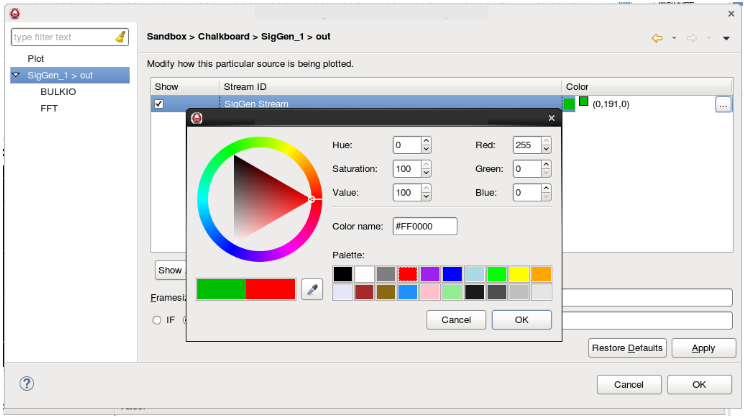 type filter text
Plot
SigGen_1 > out
BULKIO
FFT
Sandbox > Chalkboard > SigGen_1 > out
Modify how this particular source is being plotted.
Show Stream ID Color
SigGen Stream (0,191,0) ...
Hue: 0 Red: 255
Saturation: 100 Green: 0
Value: 100 Blue: 0
Color name: #FF0000
Palette:
Cancel OK
Show
Framesiz
IF
Restore Defaults Apply
? Cancel OK